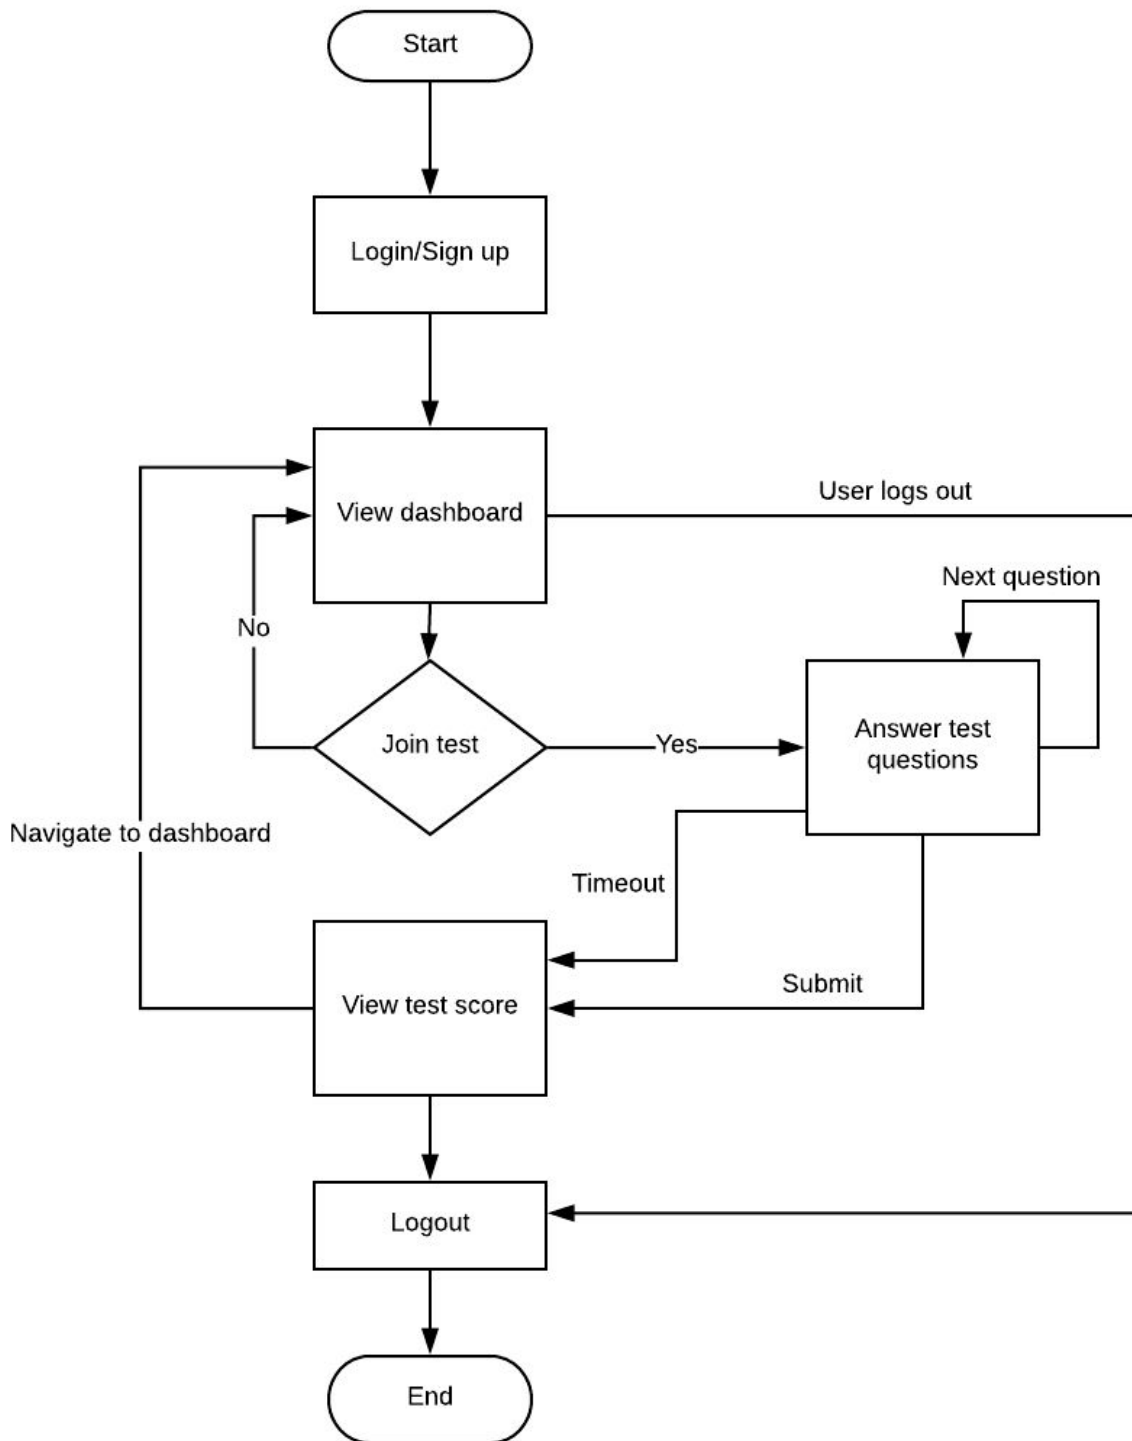 Start
Login/Sign up
View dashboard
User logs out
Next question
No
Join test
Yes
Answer test
questions
Navigate to dashboard
Timeout
View test score
Submit
Logout
End